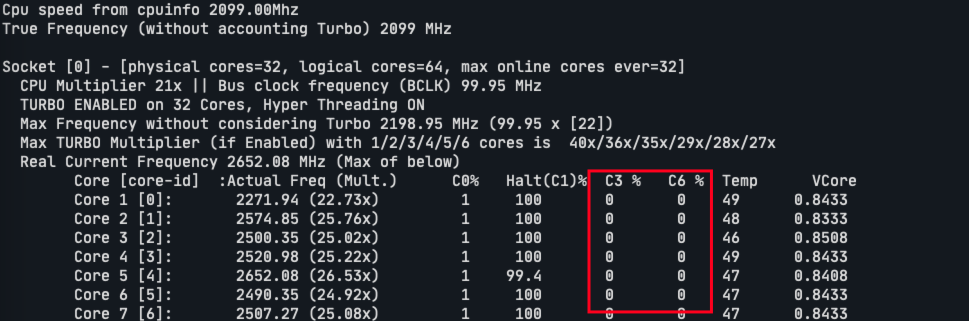 Cpu speed from cpuinfo 2099.00Mhz
True Frequency (without accounting Turbo) 2099 MHz
Socket [0] - [physical cores=32, logical cores=64, max online cores ever=32]
CPU Multiplier 21x || Bus clock frequency (BCLK) 99.95 MHz
TURBO ENABLED on 32 Cores, Hyper Threading ON
Max Frequency without considering Turbo 2198.95 MHz (99.95 x [22])
Max TURBO Multiplier (if Enabled) with 1/2/3/4/5/6 cores is 40x/36x/35x/29x/28x/27x
Real Current Frequency 2652.08 MHz (Max of below)
Core [core-id] :Actual Freq (Mult.) C0% Halt(C1)% C3 % C6 % Temp VCore
Core 1 [0]: 2271.94 (22.73x) 1 100 0 0 49 0.8433
Core 2 [1]: 2574.85 (25.76x) 1 100 0 0 48 0.8333
Core 3 [2]: 2500.35 (25.02x) 1 100 0 0 46 0.8508
Core 4 [3]: 2520.98 (25.22x) 1 100 0 0 49 0.8433
Core 5 [4]: 2652.08 (26.53x) 1 99.4 0 0 47 0.8408
Core 6 [5]: 2490.35 (24.92x) 1 100 0 0 47 0.8433
Core 7 [6]: 2507.27 (25.08x) 1 100 0 0 47 0.8433